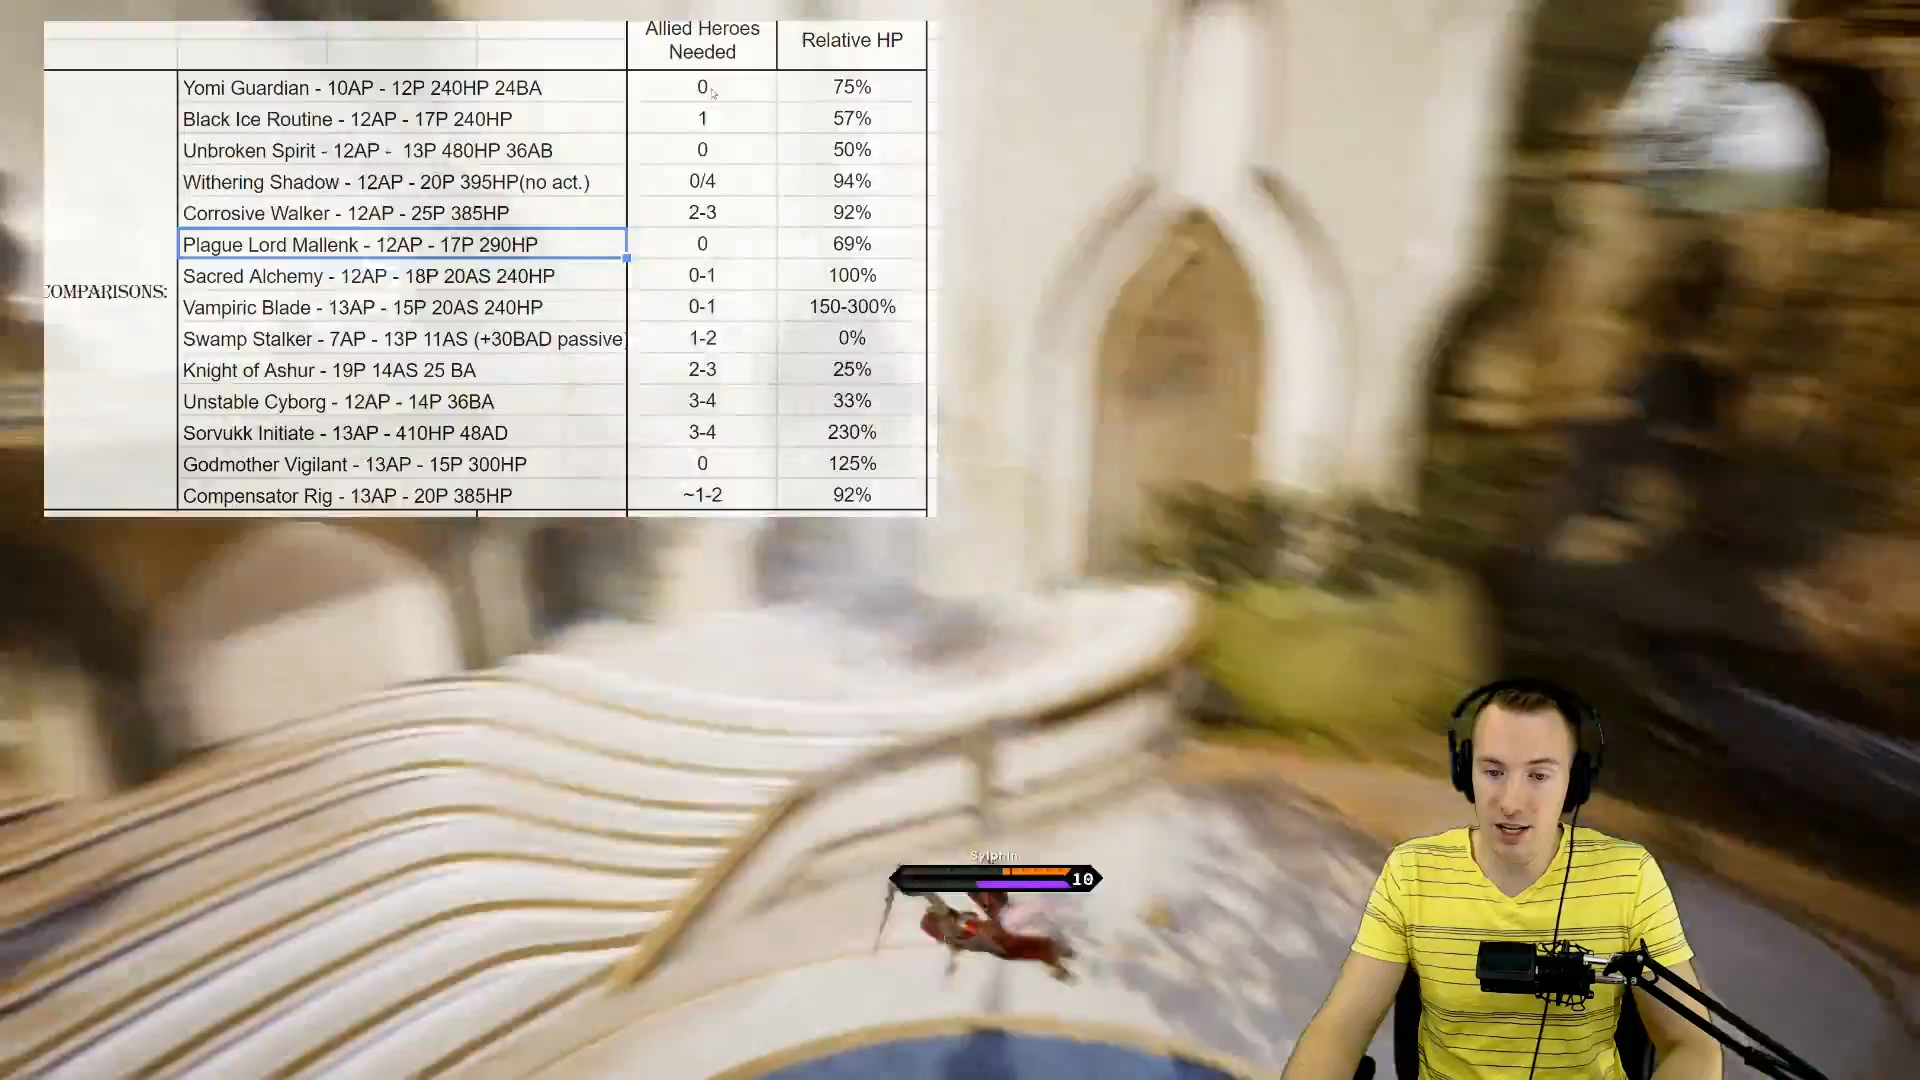 Allied Heroes
Needed
Relative HP
Yomi Guardian - 10AP - 12P 240HP 24BA 0 75%
Black Ice Routine - 12AP - 17P 240HP 1 57%
Unbroken Spirit - 12AP - 13P 480HP 36AB 0 50%
Withering Shadow - 12AP - 20P 395HP(no act.) 0/4 94%
Corrosive Walker - 12AP - 25P 385HP 2-3 92%
Plague Lord Mallenk - 12AP - 17P 290HP 0 69%
Sacred Alchemy - 12AP - 18P 20AS 240HP 0-1 100%
COMPARISONS:
Vampiric Blade - 13AP - 15P 20AS 240HP 0-1 150-300%
Swamp Stalker - 7AP - 13P 11AS (+30BAD passive) 1-2 0%
Knight of Ashur - 19P 14AS 25 BA 2-3 25%
Unstable Cyborg - 12AP - 14P 36BA 3-4 33%
Sorvukk Initiate - 13AP - 410HP 48AD 3-4 230%
Godmother Vigilant - 13AP - 15P 300HP 0 125%
Compensator Rig - 13AP - 20P 385HP ~1-2 92%
Sylphin
10